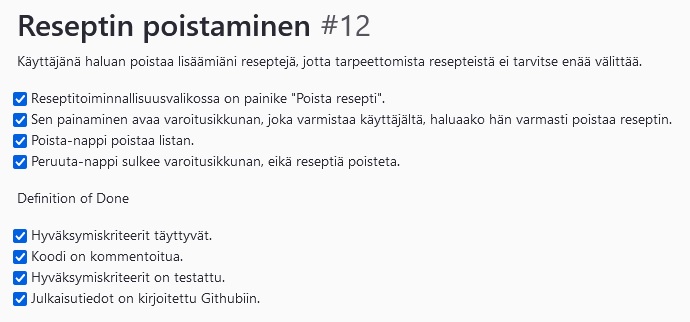 Reseptin poistaminen #12
Käyttäjänä haluan poistaa lisäämiäni reseptejä, jotta tarpeettomista resepteistä ei tarvitse enää välittää.
Reseptitoiminnallisuusvalikossa on painike "Poista resepti".
Sen painaminen avaa varoitusikkunan, joka varmistaa käyttäjältä, haluaako hän varmasti poistaa reseptin.
Poista-nappi poistaa listan.
Peruuta-nappi sulkee varoitusikkunan, eikä reseptiä poisteta.
Definition of Done
Hyväksymiskriteerit täyttyvät.
Koodi on kommentoitua.
Hyväksymiskriteerit on testattu.
Julkaisutiedot on kirjoitettu Githubiin.